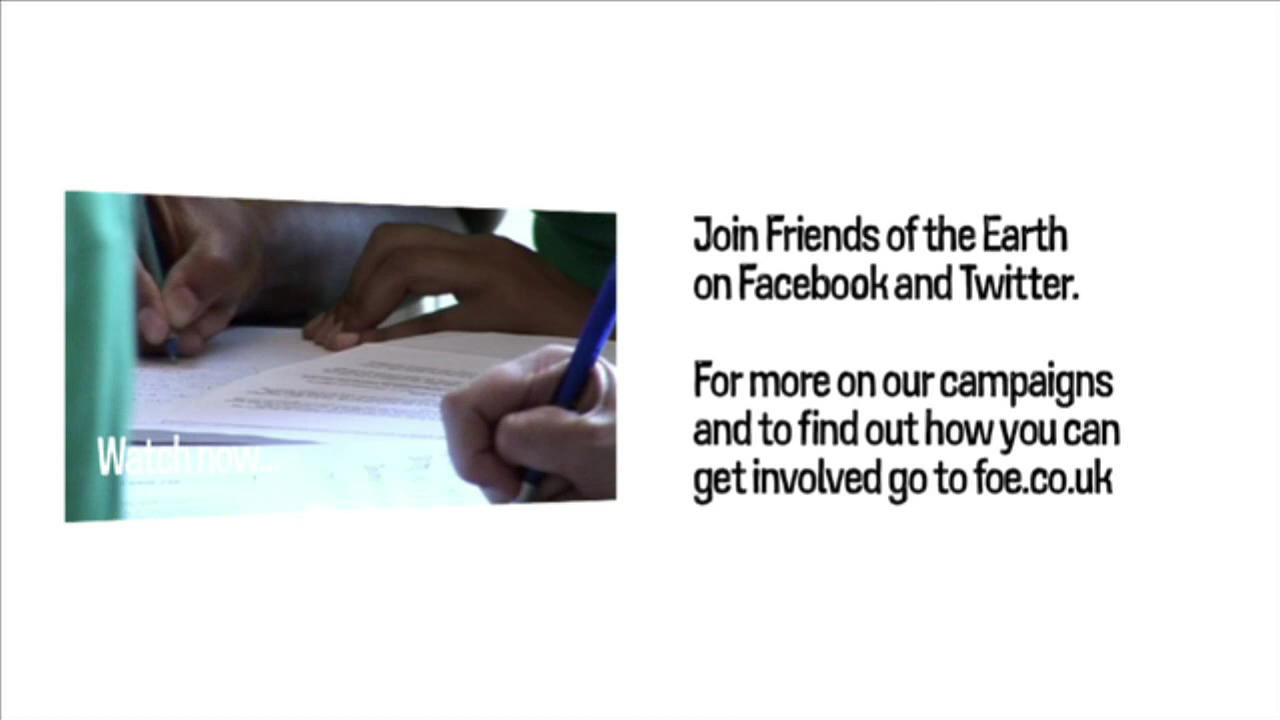 Watch now...
Join Friends of the Earth
on Facebook and Twitter.
For more on our campaigns
and to find out how you can
get involved go to foe.co.uk